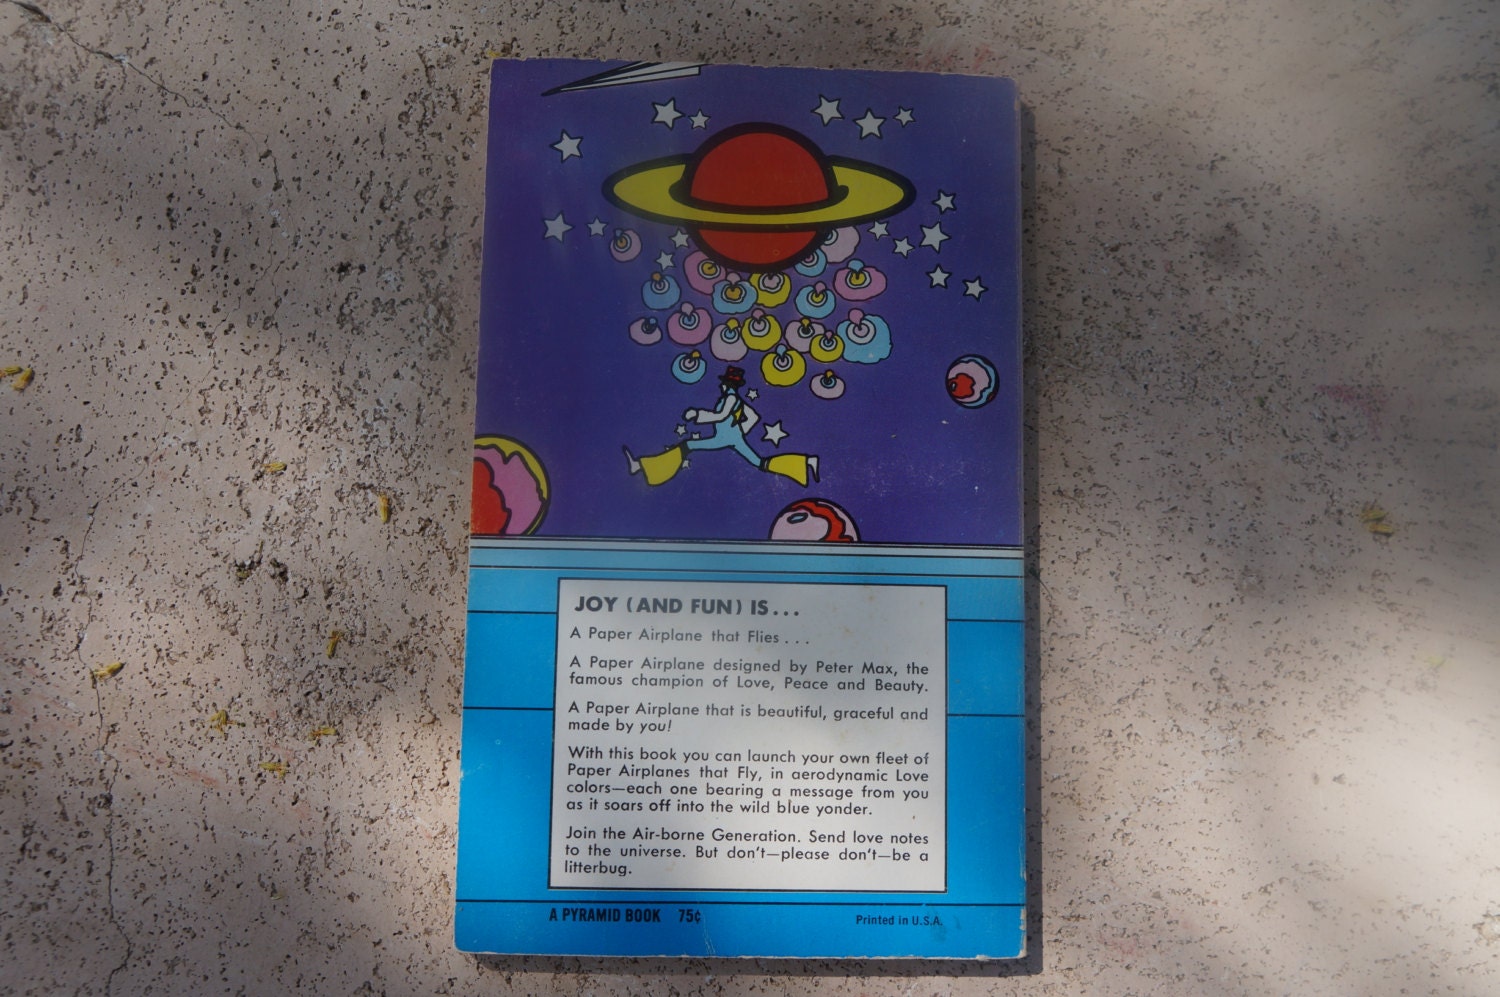 JOY (AND FUN) IS...
A Paper Airplane that Flies...
A Paper Airplane designed by Peter Max, the
famous champion of Love, Peace and Beauty.
A Paper Airplane that is beautiful, graceful and
made by you!
With this book you can launch your own fleet of
Paper Airplanes that Fly, in aerodynamic Love
colors—each one bearing a message from you
as it soars off into the wild blue yonder.
Join the Air-borne Generation. Send love notes
to the universe. But don't—please don't—be a
litterbug.
A PYRAMID BOOK 75¢
Printed in U.S.A.